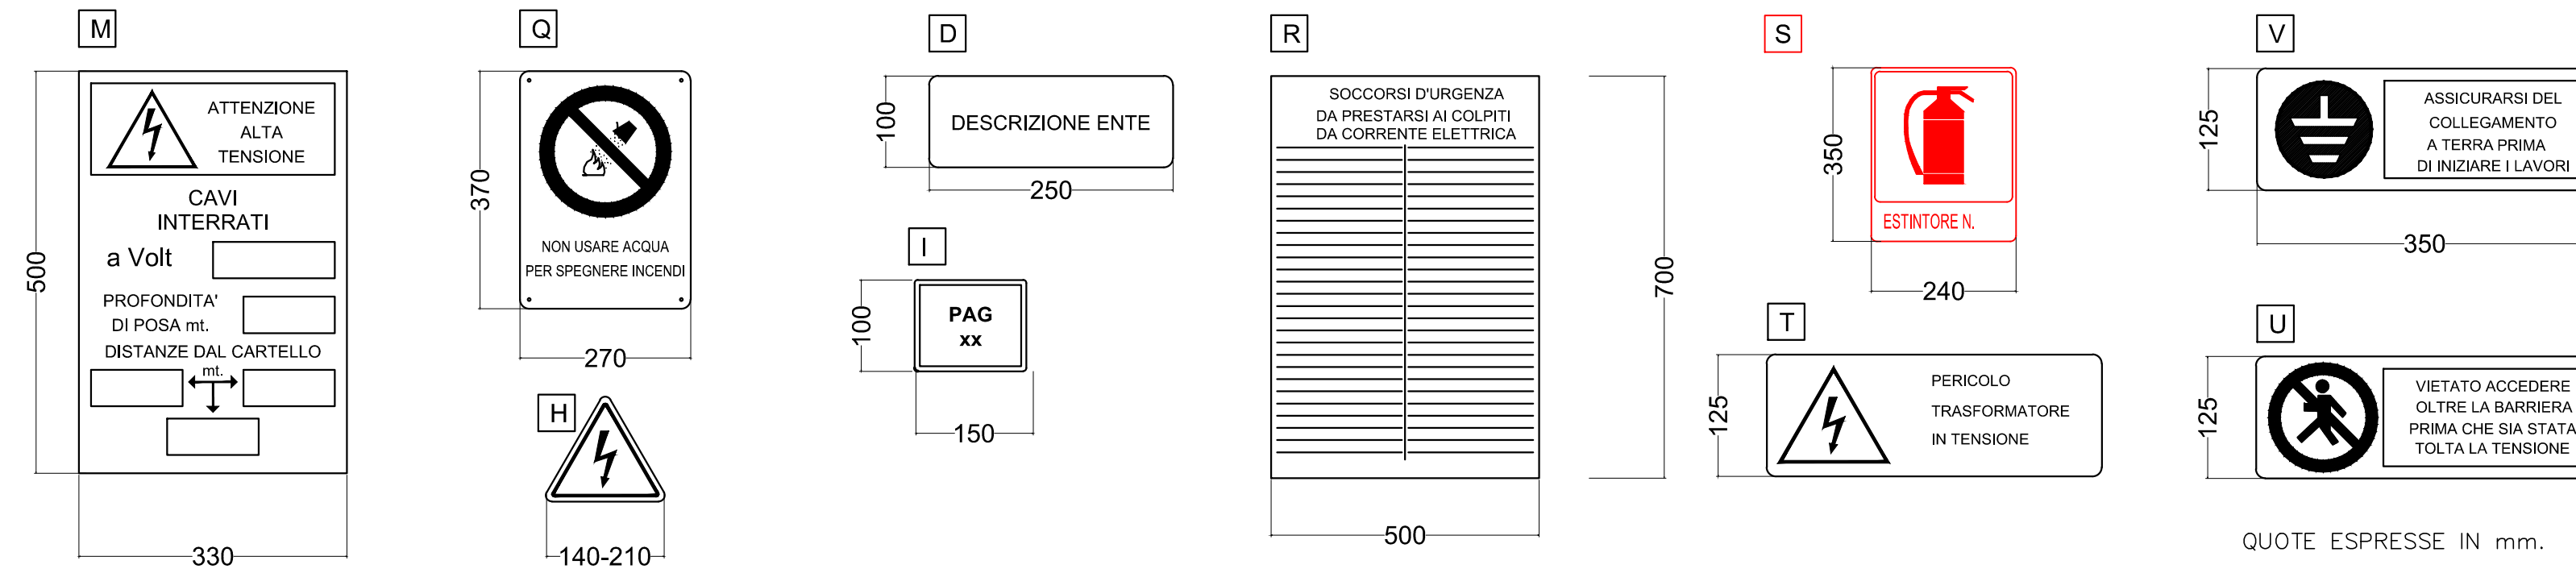 M
ATTENZIONE
ALTA
TENSIONE
CAVI
INTERRATI
a Volt
PROFONDITA'
DI POSA mt.
DISTANZE DAL CARTELLO
mt.
500
330
Q
NON USARE ACQUA
PER SPEGNERE INCENDI
370
270
H
140-210
D
DESCRIZIONE ENTE
100
250
I
PAG
xx
100
150
R
SOCCORSI D'URGENZA
DA PRESTARSI AI COLPITI
DA CORRENTE ELETTRICA
700
500
S
ESTINTORE N.
350
240
T
PERICOLO
TRASFORMATORE
IN TENSIONE
125
V
ASSICURARSI DEL
COLLEGAMENTO
A TERRA PRIMA
DI INIZIARE I LAVORI
125
350
U
VIETATO ACCEDERE
OLTRE LA BARRIERA
PRIMA CHE SIA STATA
TOLTA LA TENSIONE
125
QUOTE ESPRESSE IN mm.